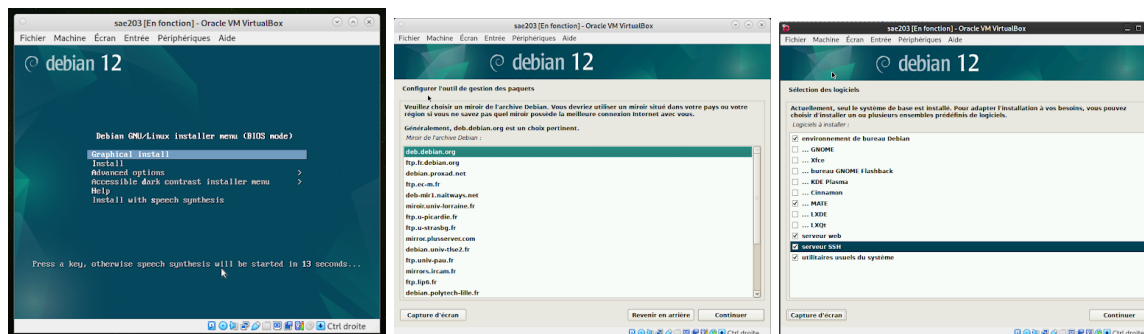 sae203 [En fonction] - Oracle VM VirtualBox
Fichier Machine Écran Entrée Périphériques Aide
debian 12
Debian GNU/Linux installer menu (BIOS mode)
Graphical install
Install
Advanced options >
Accessible dark contrast installer menu >
Help
Install with speech synthesis
Press a key, otherwise speech synthesis will be started in 13 seconds...
Ctrl droite
sae203 [En fonction] - Oracle VM VirtualBox
Fichier Machine Écran Entrée Périphériques Aide
debian 12
Configurer l'outil de gestion des paquets
Veuillez choisir un miroir de l'archive Debian. Vous devriez utiliser un miroir situé dans votre pays ou votre
région si vous ne savez pas quel miroir possède la meilleure connexion Internet avec vous.
Généralement, deb.debian.org est un choix pertinent.
Miroir de l'archive Debian :
deb.debian.org
ftp.fr.debian.org
debian.proxad.net
ftp.ec-m.fr
deb-mir1.naitways.net
miroir.univ-lorraine.fr
ftp.u-picardie.fr
ftp.u-strasbg.fr
mirror.plusserver.com
debian.univ-tlse2.fr
ftp.univ-pau.fr
mirrors.ircam.fr
ftp.lip6.fr
debian.polytech-lille.fr
Capture d'écran Revenir en arrière Continuer
Ctrl droite
sae203 [En fonction] - Oracle VM VirtualBox
Fichier Machine Écran Entrée Périphériques Aide
debian 12
Sélection des logiciels
Actuellement, seul le système de base est installé. Pour adapter l'installation à vos besoins, vous pouvez
choisir d'installer un ou plusieurs ensembles prédéfinis de logiciels.
Logiciels à installer :
environnement de bureau Debian
... GNOME
... Xfce
... bureau GNOME Flashback
... KDE Plasma
... Cinnamon
... MATE
... LXDE
... LXQt
serveur web
serveur SSH
utilitaires usuels du système
Capture d'écran Continuer
Ctrl droite